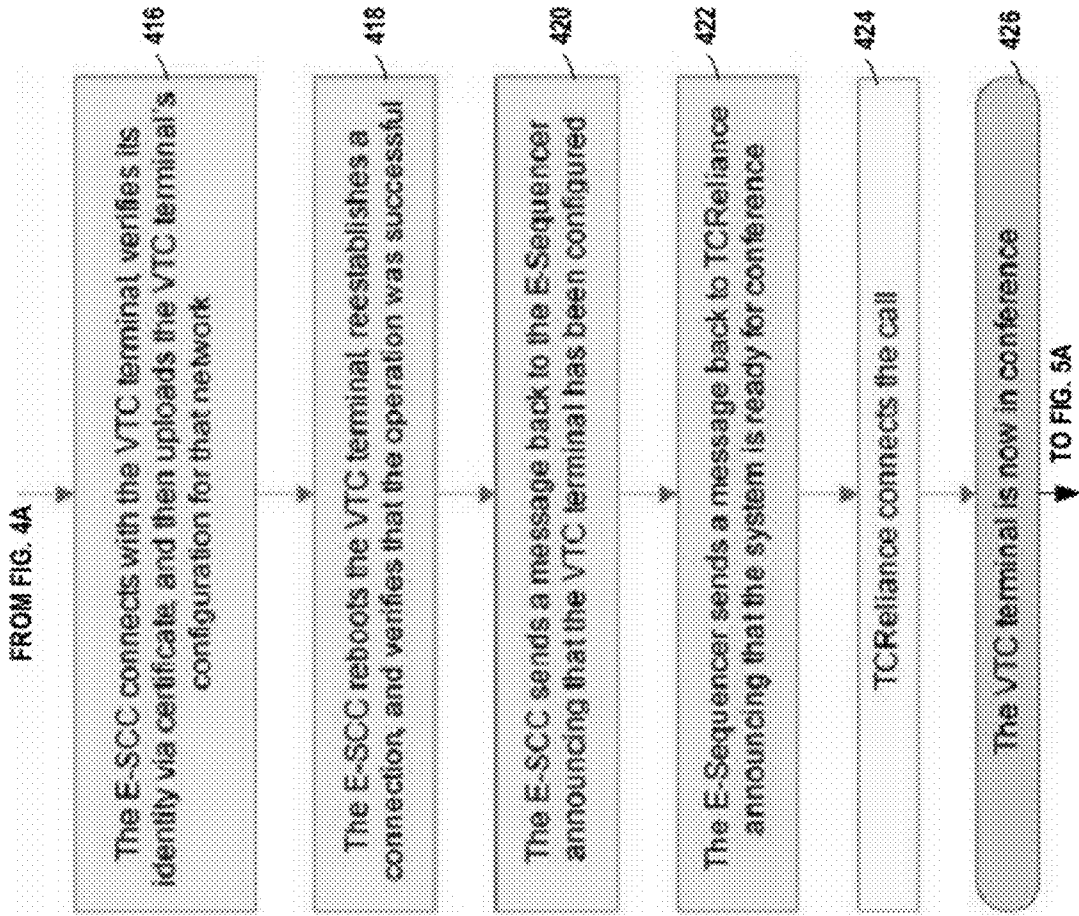 FROM FIG. 4A
416
The E-SCC connects with the VTC terminal, verifies its
identity via certificate, and then uploads the VTC terminal's
configuration for that network
418
The E-SCC reboots the VTC terminal reestablishes a
connection, and verifies that the operation was successful
420
The E-SCC sends a message back to the E-Sequencer
announcing that the VTC terminal has been configured
422
The E-Sequencer sends a message back to TCReliance
announcing that the system is ready for conference
424
TCReliance connects the call
426
The VTC terminal is now in conference
TO FIG. 5A